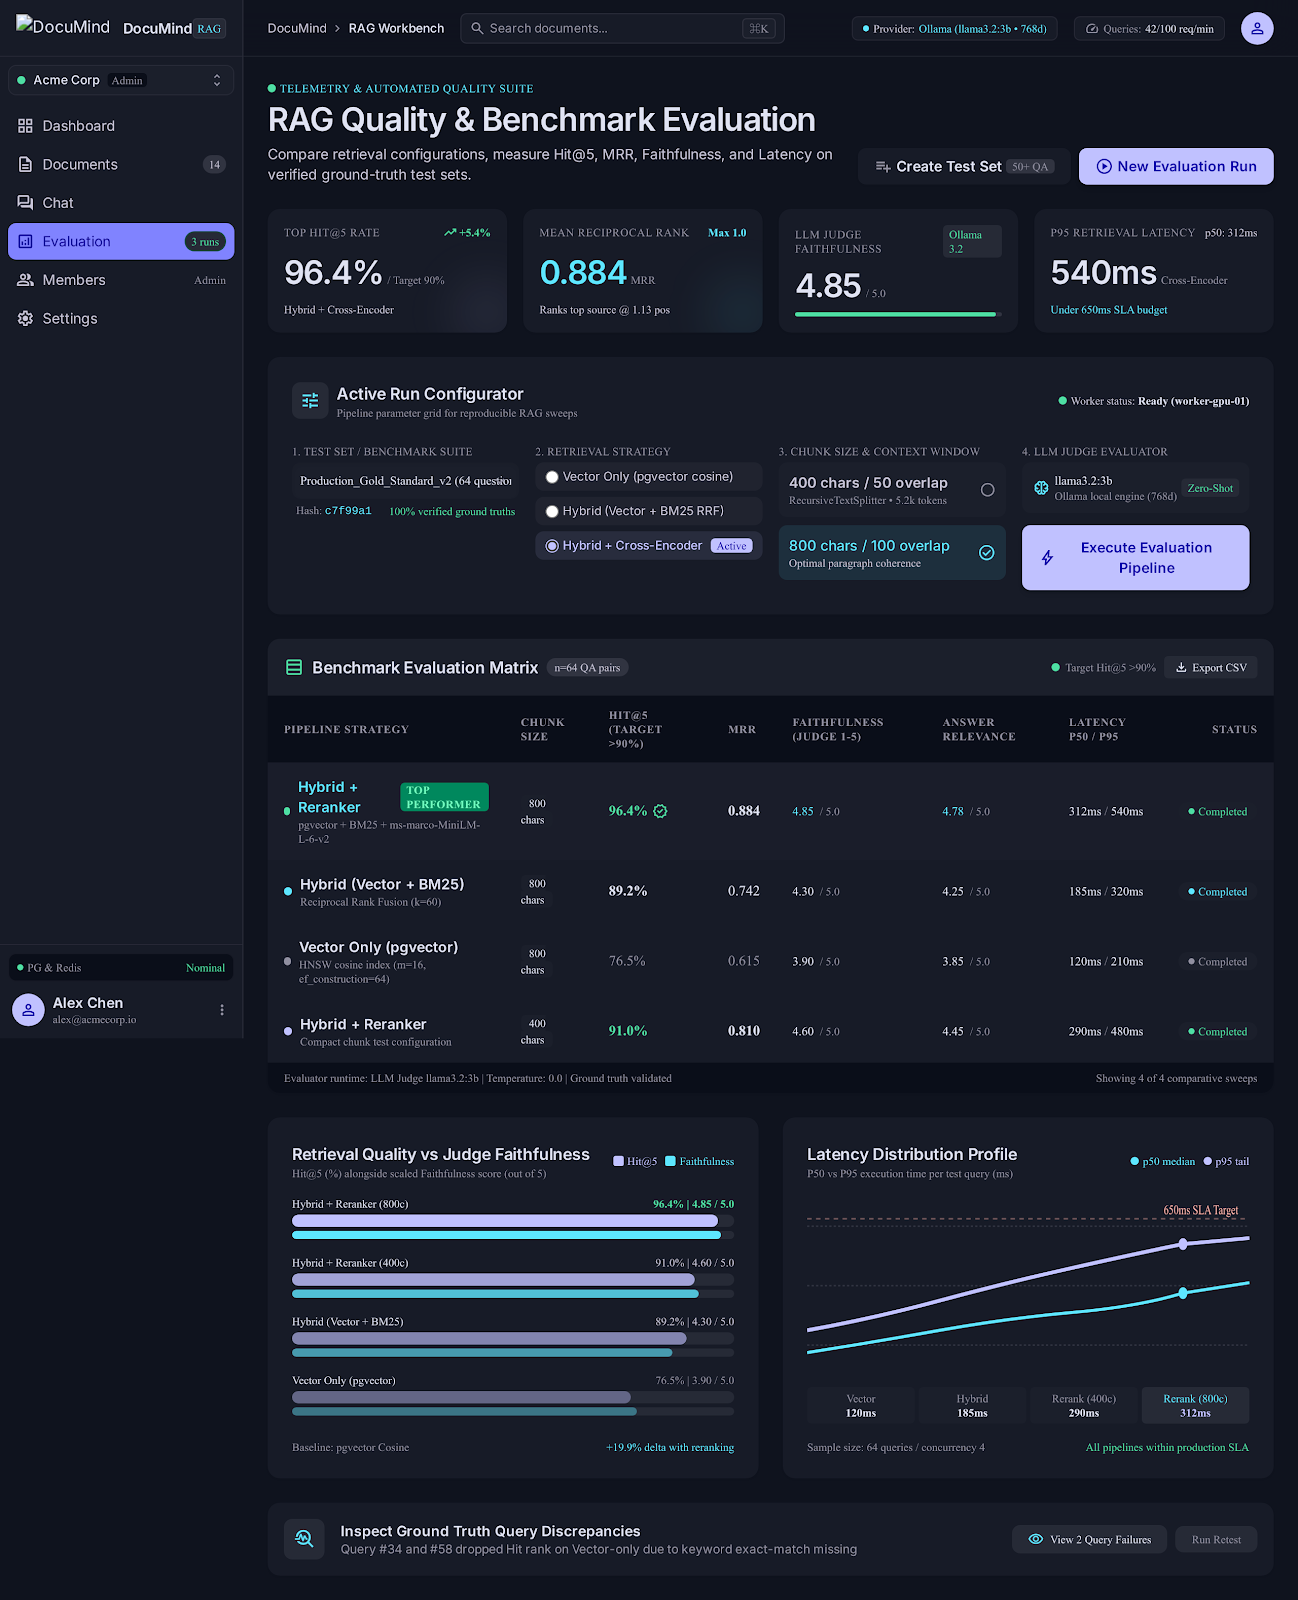 DocuMind
DocuMind RAG
Acme Corp Admin
Dashboard
Documents 14
Chat
Evaluation 3 runs
Members Admin
Settings
PG & Redis Nominal
Alex Chen
alex@acmecorp.io
DocuMind > RAG Workbench
Search documents... ⌘K
Provider: Ollama (llama3.2:3b • 768d)
Queries: 42/100 req/min
TELEMETRY & AUTOMATED QUALITY SUITE
RAG Quality & Benchmark Evaluation
Compare retrieval configurations, measure Hit@5, MRR, Faithfulness, and Latency on
verified ground-truth test sets.
Create Test Set 50+ QA
New Evaluation Run
TOP HIT@5 RATE +5.4%
96.4% / Target 90%
Hybrid + Cross-Encoder
MEAN RECIPROCAL RANK Max 1.0
0.884 MRR
Ranks top source @ 1.13 pos
LLM JUDGE
FAITHFULNESS
Ollama
3.2
4.85 / 5.0
P95 RETRIEVAL LATENCY p50: 312ms
540ms Cross-Encoder
Under 650ms SLA budget
Active Run Configurator
Pipeline parameter grid for reproducible RAG sweeps
Worker status: Ready (worker-gpu-01)
1. TEST SET / BENCHMARK SUITE
Production_Gold_Standard_v2 (64 question
Hash: c7f99a1 100% verified ground truths
2. RETRIEVAL STRATEGY
Vector Only (pgvector cosine)
Hybrid (Vector + BM25 RRF)
Hybrid + Cross-Encoder Active
3. CHUNK SIZE & CONTEXT WINDOW
400 chars / 50 overlap
RecursiveTextSplitter • 5.2k tokens
800 chars / 100 overlap
Optimal paragraph coherence
4. LLM JUDGE EVALUATOR
llama3.2:3b
Ollama local engine (768d)
Zero-Shot
Execute Evaluation
Pipeline
Benchmark Evaluation Matrix n=64 QA pairs
Target Hit@5 >90%
Export CSV
PIPELINE STRATEGY
CHUNK
SIZE
HIT@5
(TARGET
>90%)
MRR
FAITHFULNESS
(JUDGE 1-5)
ANSWER
RELEVANCE
LATENCY
P50 / P95
STATUS
Hybrid +
Reranker
TOP
PERFORMER
pgvector + BM25 + ms-marco-MiniLM-
L-6-v2
800
chars
96.4%
0.884
4.85 / 5.0
4.78 / 5.0
312ms / 540ms
Completed
Hybrid (Vector + BM25)
Reciprocal Rank Fusion (k=60)
800
chars
89.2%
0.742
4.30 / 5.0
4.25 / 5.0
185ms / 320ms
Completed
Vector Only (pgvector)
HNSW cosine index (m=16,
ef_construction=64)
800
chars
76.5%
0.615
3.90 / 5.0
3.85 / 5.0
120ms / 210ms
Completed
Hybrid + Reranker
Compact chunk test configuration
400
chars
91.0%
0.810
4.60 / 5.0
4.45 / 5.0
290ms / 480ms
Completed
Evaluator runtime: LLM Judge llama3.2:3b | Temperature: 0.0 | Ground truth validated
Showing 4 of 4 comparative sweeps
Retrieval Quality vs Judge Faithfulness
Hit@5 (%) alongside scaled Faithfulness score (out of 5)
Hit@5 Faithfulness
Hybrid + Reranker (800c) 96.4% | 4.85 / 5.0
Hybrid + Reranker (400c) 91.0% | 4.60 / 5.0
Hybrid (Vector + BM25) 89.2% | 4.30 / 5.0
Vector Only (pgvector) 76.5% | 3.90 / 5.0
Baseline: pgvector Cosine +19.9% delta with reranking
Latency Distribution Profile
P50 vs P95 execution time per test query (ms)
p50 median p95 tail
650ms SLA Target
Vector
120ms
Hybrid
185ms
Rerank (400c)
290ms
Rerank (800c)
312ms
Sample size: 64 queries / concurrency 4 All pipelines within production SLA
Inspect Ground Truth Query Discrepancies
Query #34 and #58 dropped Hit rank on Vector-only due to keyword exact-match missing
View 2 Query Failures
Run Retest